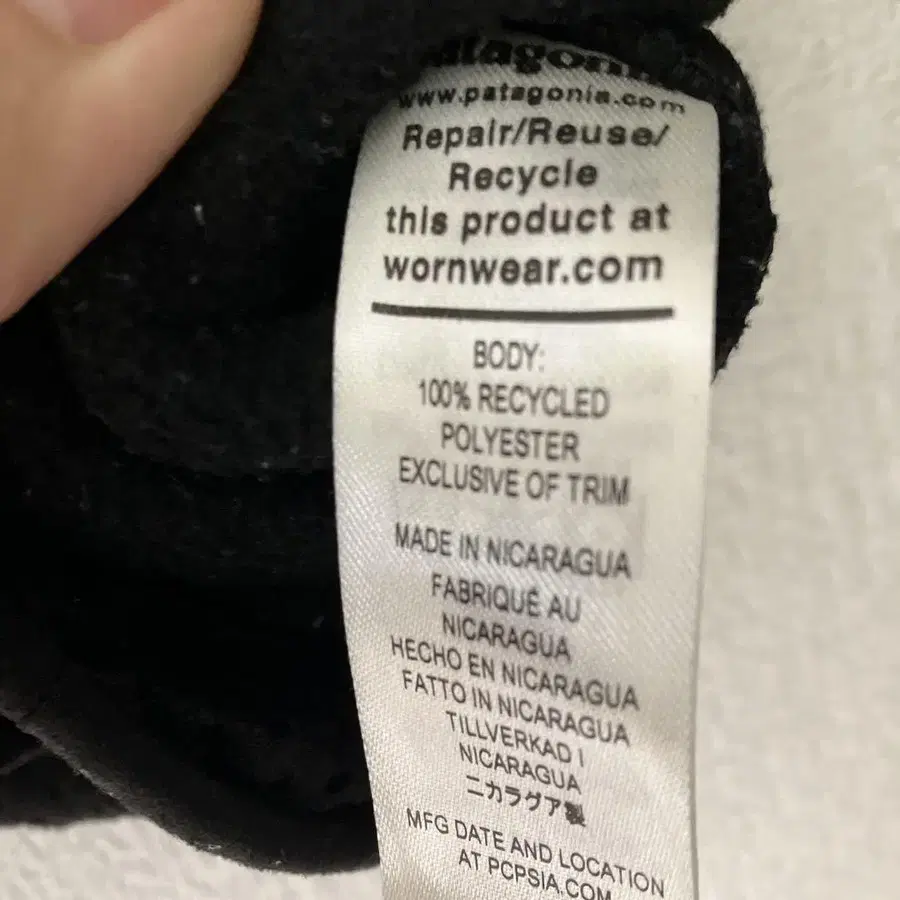 patagonia
www.patagonia.com
Repair/Reuse/
Recycle
this product at
wornwear.com
BODY:
100% RECYCLED
POLYESTER
EXCLUSIVE OF TRIM
MADE IN NICARAGUA
FABRIQUÉ AU
NICARAGUA
HECHO EN NICARAGUA
FATTO IN NICARAGUA
TILLVERKAD I
NICARAGUA
ニカラグア製
MFG DATE AND LOCATION
AT PCPSIA.COM